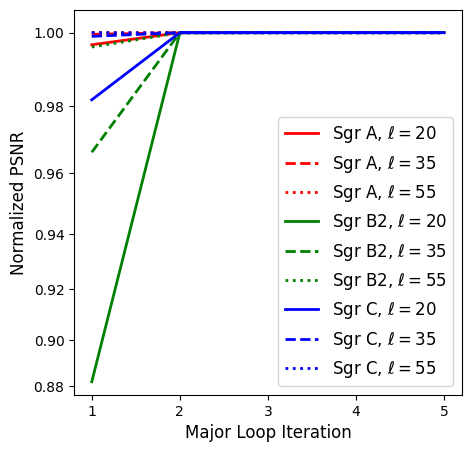 1.00
0.98
0.96
0.94
0.92
0.90
0.88
Normalized PSNR
Sgr A, ℓ = 20
Sgr A, ℓ = 35
Sgr A, ℓ = 55
Sgr B2, ℓ = 20
Sgr B2, ℓ = 35
Sgr B2, ℓ = 55
Sgr C, ℓ = 20
Sgr C, ℓ = 35
Sgr C, ℓ = 55
1 2 3 4 5
Major Loop Iteration